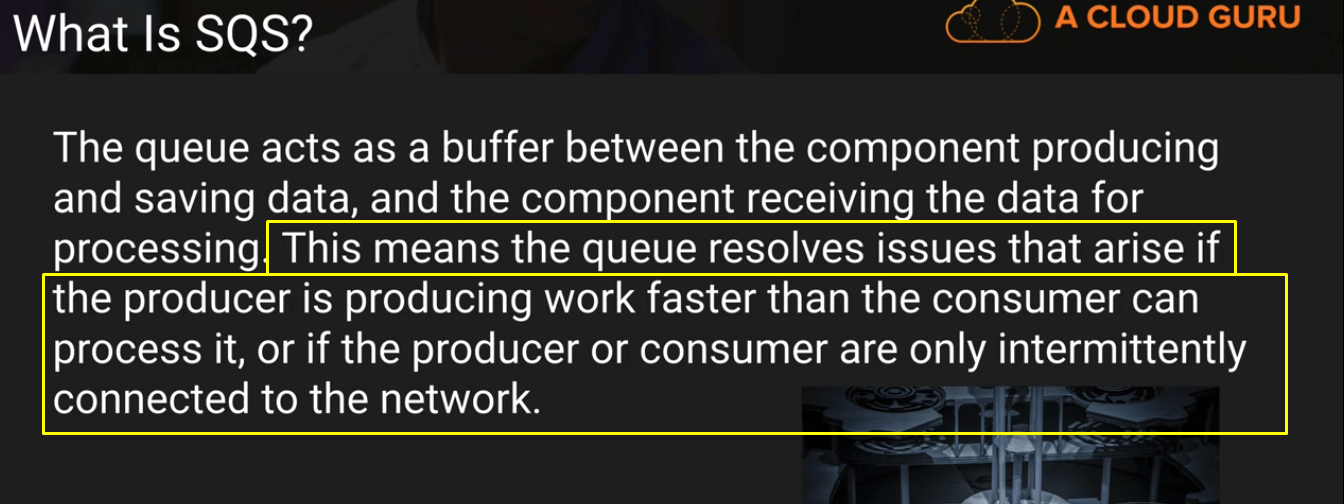 What Is SQS?
A CLOUD GURU
The queue acts as a buffer between the component producing
and saving data, and the component receiving the data for
processing. This means the queue resolves issues that arise if
the producer is producing work faster than the consumer can
process it, or if the producer or consumer are only intermittently
connected to the network.